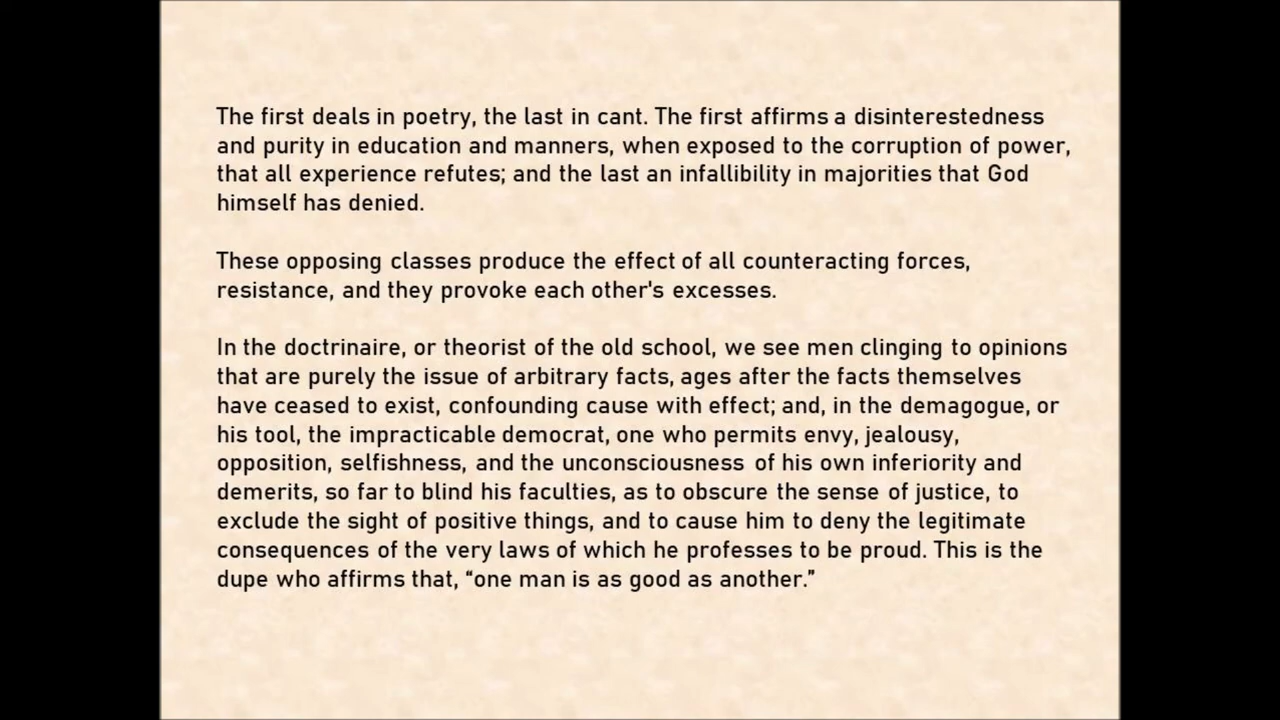 The first deals in poetry, the last in cant. The first affirms a disinterestedness
and purity in education and manners, when exposed to the corruption of power,
that all experience refutes; and the last an infallibility in majorities that God
himself has denied.
These opposing classes produce the effect of all counteracting forces,
resistance, and they provoke each other's excesses.
In the doctrinaire, or theorist of the old school, we see men clinging to opinions
that are purely the issue of arbitrary facts, ages after the facts themselves
have ceased to exist, confounding cause with effect; and, in the demagogue, or
his tool, the impracticable democrat, one who permits envy, jealousy,
opposition, selfishness, and the unconsciousness of his own inferiority and
demerits, so far to blind his faculties, as to obscure the sense of justice, to
exclude the sight of positive things, and to cause him to deny the legitimate
consequences of the very laws of which he professes to be proud. This is the
dupe who affirms that, “one man is as good as another.”